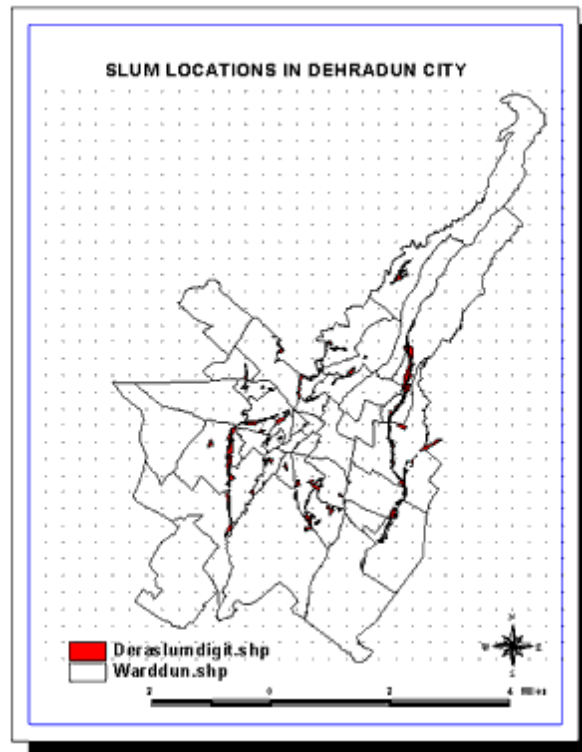 SLUM LOCATIONS IN DEHRADUN CITY
N
W E
S
Deraslumdigit.shp
Warddun.shp
2 0 2 4 Miles